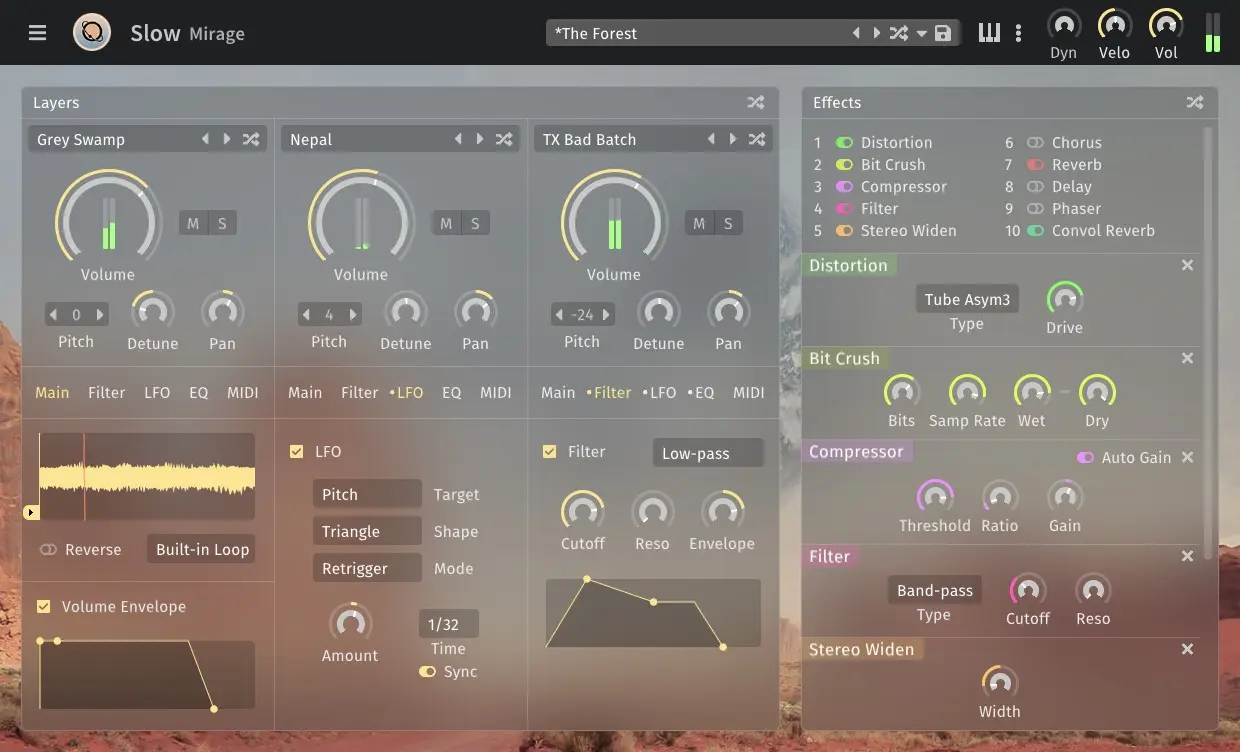 Slow Mirage
*The Forest
Dyn Velo Vol
Layers
Grey Swamp
M S
Volume
0
Pitch Detune Pan
Main Filter LFO EQ MIDI
Reverse Built-in Loop
Volume Envelope
Nepal
M S
Volume
4
Pitch Detune Pan
Main Filter •LFO EQ MIDI
LFO
Pitch Target
Triangle Shape
Retrigger Mode
1/32
Amount Time
Sync
TX Bad Batch
M S
Volume
-24
Pitch Detune Pan
Main •Filter •LFO •EQ MIDI
Filter Low-pass
Cutoff Reso Envelope
Effects
1 Distortion 6 Chorus
2 Bit Crush 7 Reverb
3 Compressor 8 Delay
4 Filter 9 Phaser
5 Stereo Widen 10 Convol Reverb
Distortion
Tube Asym3
Type Drive
Bit Crush
Bits Samp Rate Wet Dry
Compressor Auto Gain
Threshold Ratio Gain
Filter
Band-pass
Type Cutoff Reso
Stereo Widen
Width